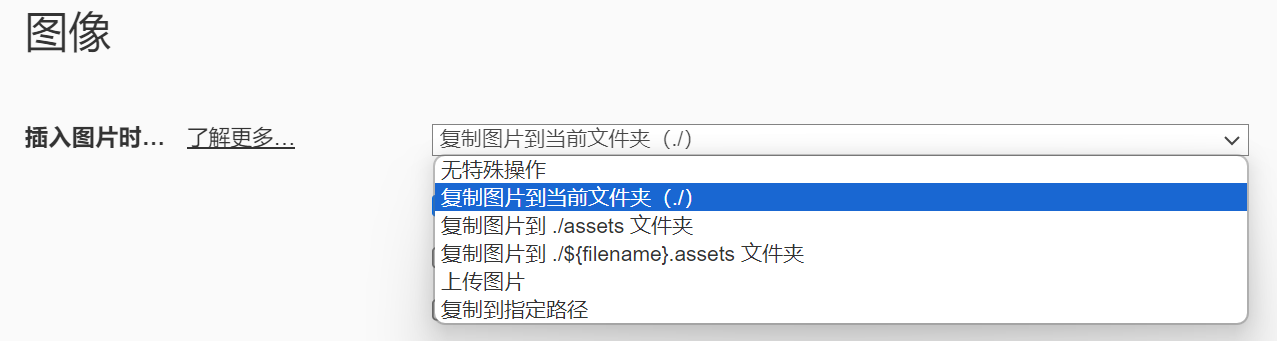 图像
插入图片时... 了解更多... 复制图片到当前文件夹（./）
无特殊操作
复制图片到当前文件夹（./）
复制图片到 ./assets 文件夹
复制图片到 ./${filename}.assets 文件夹
上传图片
复制到指定路径